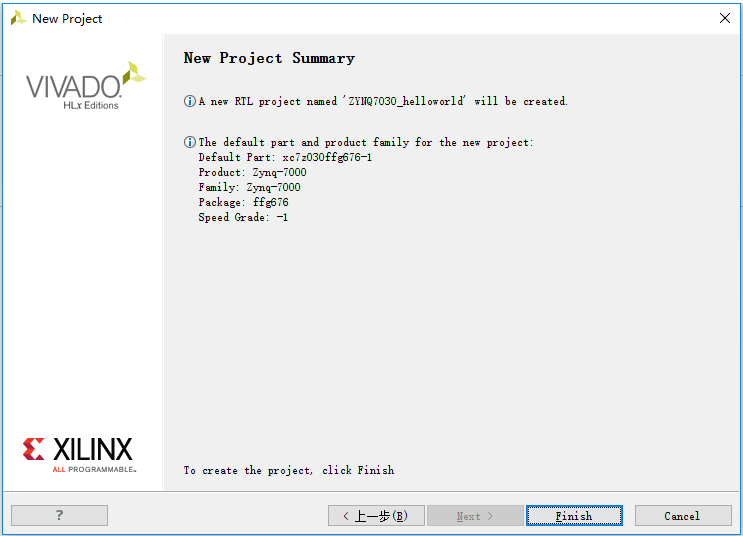 New Project
New Project Summary
VIVADO.
HLx Editions
A new RTL project named 'ZYNQ7030_helloworld' will be created.
The default part and product family for the new project:
Default Part: xc7z030ffg676-1
Product: Zynq-7000
Family: Zynq-7000
Package: ffg676
Speed Grade: -1
XILINX
ALL PROGRAMMABLE™
To create the project, click Finish
?
< 上一步(B)
Next >
Finish
Cancel